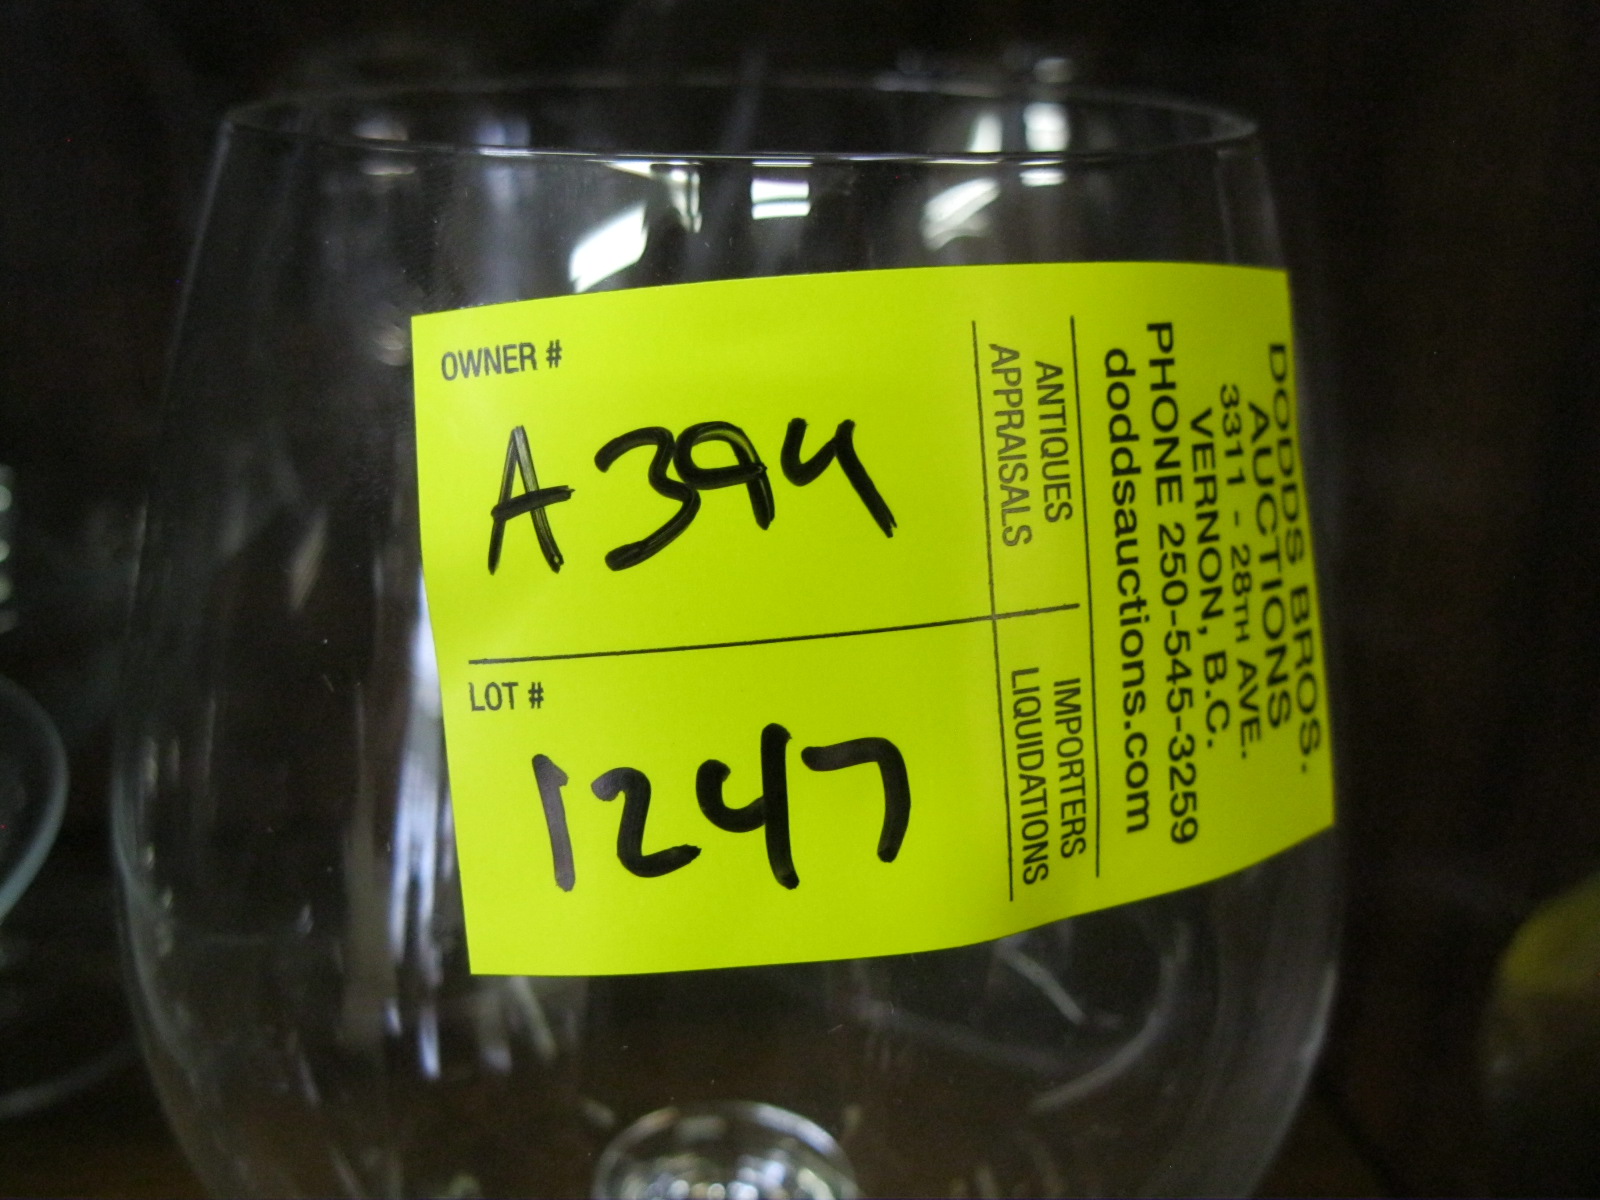 OWNER #
A394
LOT #
1247
ANTIQUES
APPRAISALS
IMPORTERS
LIQUIDATIONS
DODDS BROS.
AUCTIONS
3311 - 28TH AVE.
VERNON, B.C.
PHONE 250-545-3259
doddsauctions.com